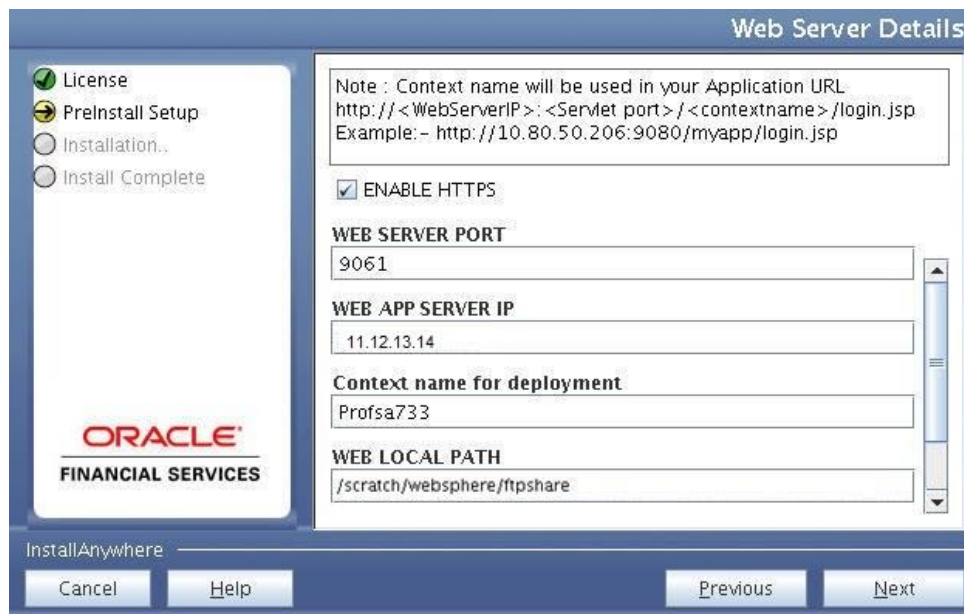 Web Server Details
License
PreInstall Setup
Installation..
Install Complete
ORACLE®
FINANCIAL SERVICES
Note : Context name will be used in your Application URL
http://<WebServerIP>:<Servlet port>/<contextname>/login.jsp
Example:- http://10.80.50.206:9080/myapp/login.jsp
ENABLE HTTPS
WEB SERVER PORT
9061
WEB APP SERVER IP
11.12.13.14
Context name for deployment
Profsa733
WEB LOCAL PATH
/scratch/websphere/ftpshare
InstallAnywhere
Cancel Help Previous Next